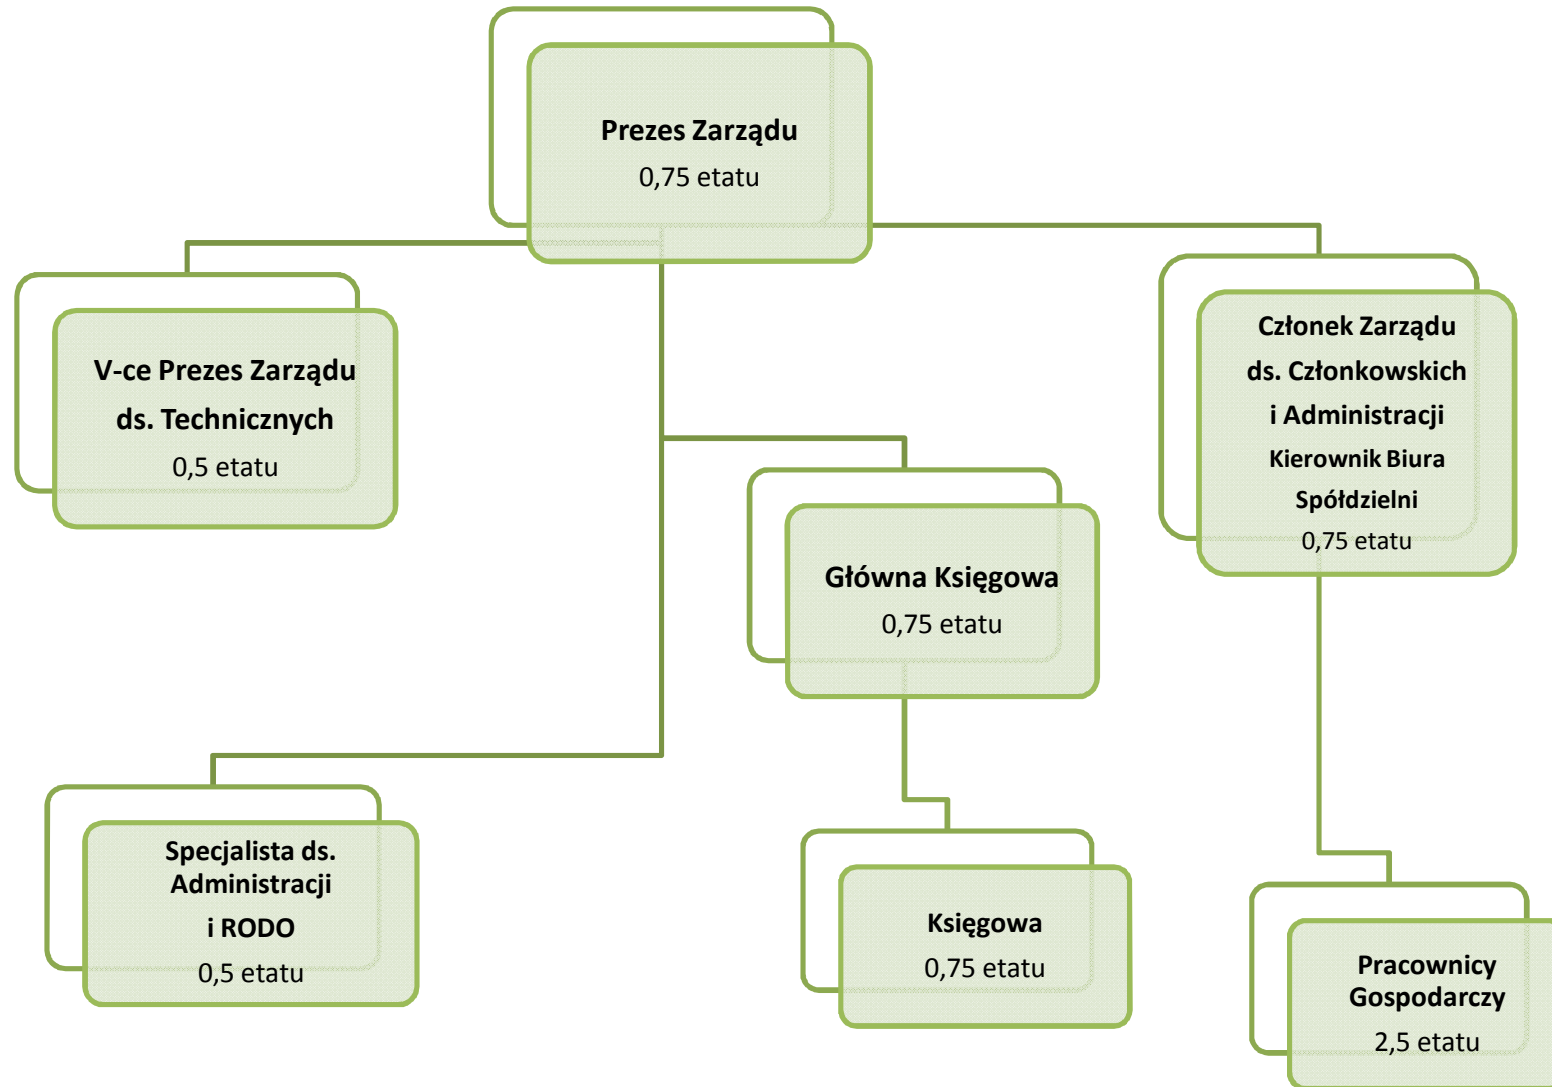 Prezes Zarządu
0,75 etatu
V-ce Prezes Zarządu
ds. Technicznych
0,5 etatu
Członek Zarządu
ds. Członkowskich
i Administracji
Kierownik Biura
Spółdzielni
0,75 etatu
Główna Księgowa
0,75 etatu
Specjalista ds.
Administracji
i RODO
0,5 etatu
Księgowa
0,75 etatu
Pracownicy
Gospodarczy
2,5 etatu